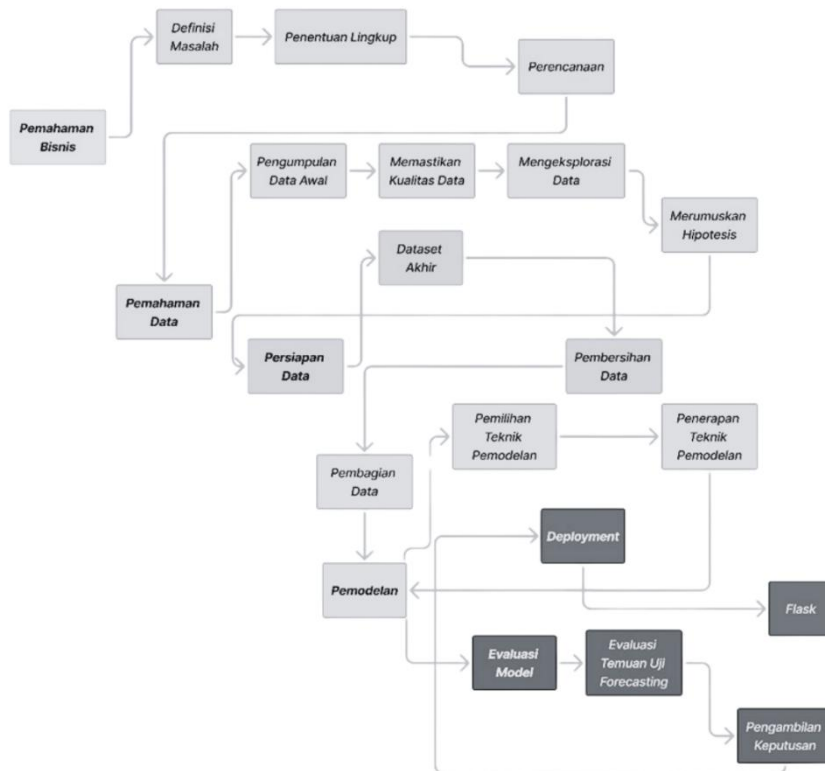 Definisi
Masalah
Penentuan Lingkup
Perencanaan
Pemahaman
Bisnis
Pengumpulan
Data Awal
Memastikan
Kualitas Data
Mengeksplorasi
Data
Merumuskan
Hipotesis
Dataset
Akhir
Pemahaman
Data
Persiapan
Data
Pembersihan
Data
Pemilihan
Teknik
Pemodelan
Penerapan
Teknik
Pemodelan
Pembagian
Data
Deployment
Pemodelan
Flask
Evaluasi
Model
Evaluasi
Temuan Uji
Forecasting
Pengambilan
Keputusan